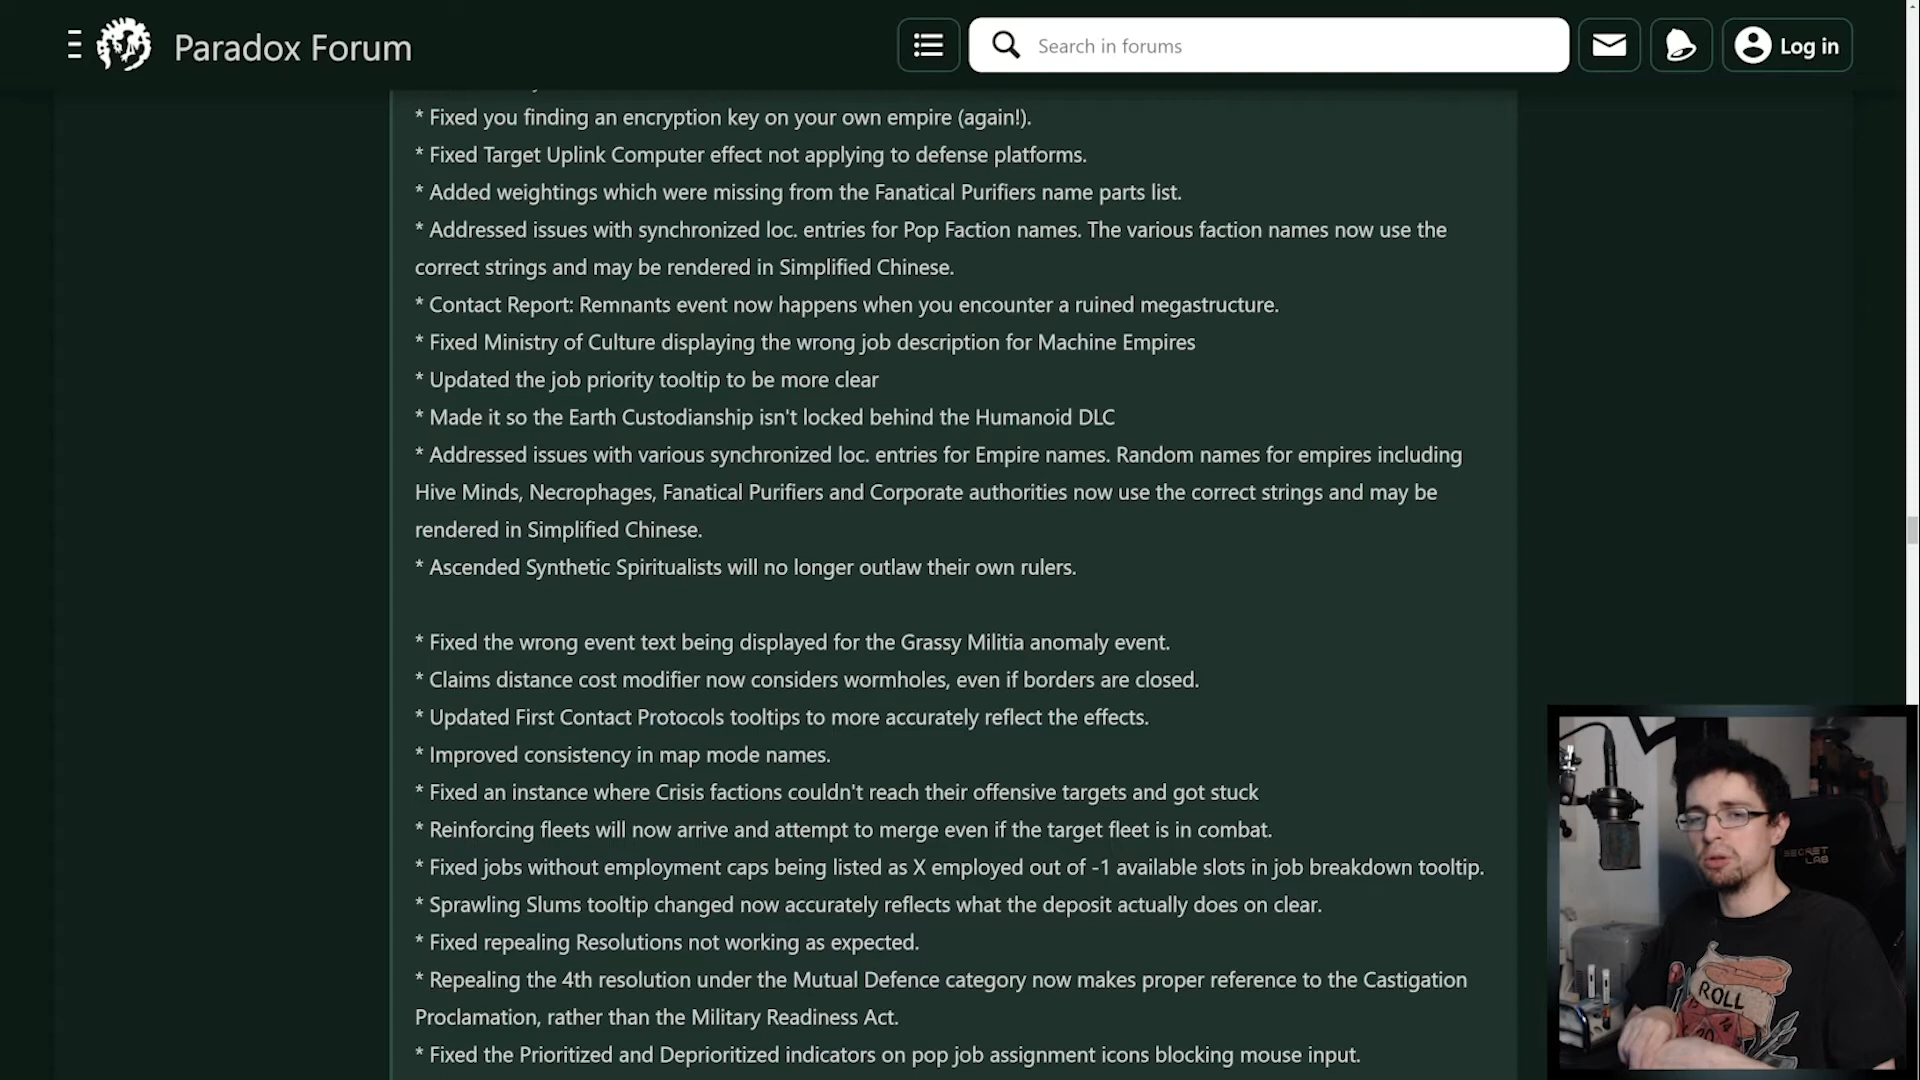 Paradox Forum
Search in forums
Log in
* Fixed you finding an encryption key on your own empire (again!).
* Fixed Target Uplink Computer effect not applying to defense platforms.
* Added weightings which were missing from the Fanatical Purifiers name parts list.
* Addressed issues with synchronized loc. entries for Pop Faction names. The various faction names now use the
correct strings and may be rendered in Simplified Chinese.
* Contact Report: Remnants event now happens when you encounter a ruined megastructure.
* Fixed Ministry of Culture displaying the wrong job description for Machine Empires
* Updated the job priority tooltip to be more clear
* Made it so the Earth Custodianship isn't locked behind the Humanoid DLC
* Addressed issues with various synchronized loc. entries for Empire names. Random names for empires including
Hive Minds, Necrophages, Fanatical Purifiers and Corporate authorities now use the correct strings and may be
rendered in Simplified Chinese.
* Ascended Synthetic Spiritualists will no longer outlaw their own rulers.
* Fixed the wrong event text being displayed for the Grassy Militia anomaly event.
* Claims distance cost modifier now considers wormholes, even if borders are closed.
* Updated First Contact Protocols tooltips to more accurately reflect the effects.
* Improved consistency in map mode names.
* Fixed an instance where Crisis factions couldn't reach their offensive targets and got stuck
* Reinforcing fleets will now arrive and attempt to merge even if the target fleet is in combat.
* Fixed jobs without employment caps being listed as X employed out of -1 available slots in job breakdown tooltip.
* Sprawling Slums tooltip changed now accurately reflects what the deposit actually does on clear.
* Fixed repealing Resolutions not working as expected.
* Repealing the 4th resolution under the Mutual Defence category now makes proper reference to the Castigation
Proclamation, rather than the Military Readiness Act.
* Fixed the Prioritized and Deprioritized indicators on pop job assignment icons blocking mouse input.
SECRET
LAB
ROLL